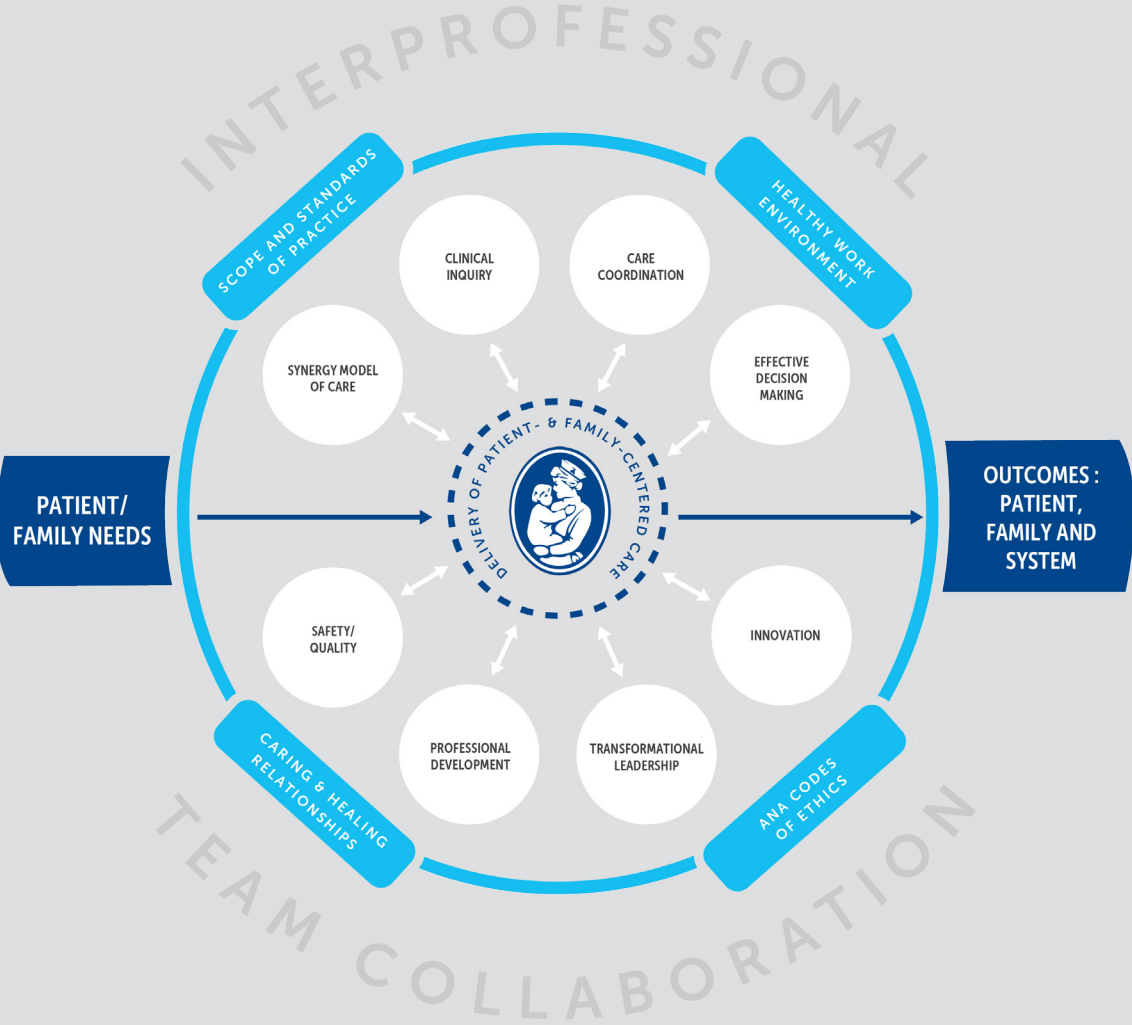 INTERPROFESSIONAL
SCOPE AND STANDARDS
OF PRACTICE
HEALTHY WORK
ENVIRONMENT
CLINICAL
INQUIRY
CARE
COORDINATION
SYNERGY MODEL
OF CARE
EFFECTIVE
DECISION
MAKING
DELIVERY OF PATIENT- & FAMILY-CENTERED CARE
PATIENT/
FAMILY NEEDS
OUTCOMES :
PATIENT,
FAMILY AND
SYSTEM
SAFETY/
QUALITY
INNOVATION
PROFESSIONAL
DEVELOPMENT
TRANSFORMATIONAL
LEADERSHIP
CARING & HEALING
RELATIONSHIPS
ANA CODES
OF ETHICS
TEAM COLLABORATION